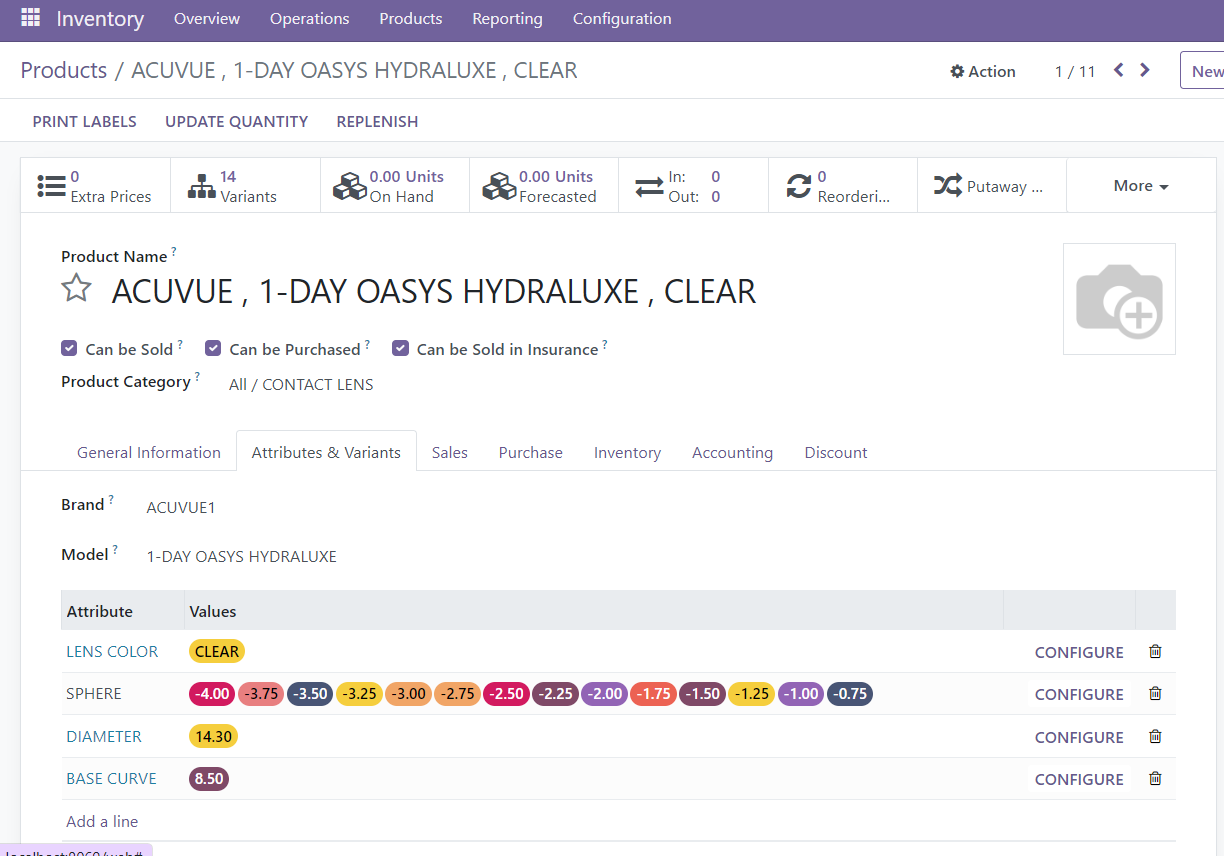 Inventory Overview Operations Products Reporting Configuration
Products / ACUVUE , 1-DAY OASYS HYDRALUXE , CLEAR Action 1 / 11 New
PRINT LABELS UPDATE QUANTITY REPLENISH
0 Extra Prices
14 Variants
0.00 Units On Hand
0.00 Units Forecasted
In: 0
Out: 0
0 Reorderi...
Putaway ...
More
Product Name ?
ACUVUE , 1-DAY OASYS HYDRALUXE , CLEAR
Can be Sold ? Can be Purchased ? Can be Sold in Insurance ?
Product Category ? All / CONTACT LENS
General Information Attributes & Variants Sales Purchase Inventory Accounting Discount
Brand ? ACUVUE1
Model ? 1-DAY OASYS HYDRALUXE
Attribute Values
LENS COLOR CLEAR CONFIGURE
SPHERE -4.00 -3.75 -3.50 -3.25 -3.00 -2.75 -2.50 -2.25 -2.00 -1.75 -1.50 -1.25 -1.00 -0.75 CONFIGURE
DIAMETER 14.30 CONFIGURE
BASE CURVE 8.50 CONFIGURE
Add a line